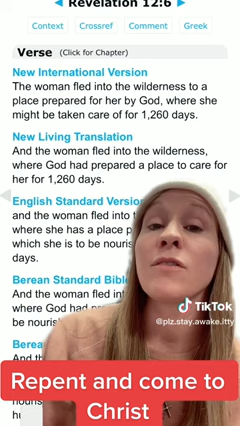 Revelation 12:6
Context Crossref Comment Greek
Verse (Click for Chapter)
New International Version
The woman fled into the wilderness to a
place prepared for her by God, where she
might be taken care of for 1,260 days.
New Living Translation
And the woman fled into the wilderness,
where God had prepared a place to care for
her for 1,260 days.
English Standard Versio
and the woman fled into
where she has a place p
which she is to be nouris
days.
Berean Standard Bibl
And the woman fled int
where God had
be nouris
TikTok
@plz.stay.awake.itty
Berea
And th
Repent and come to
Christ